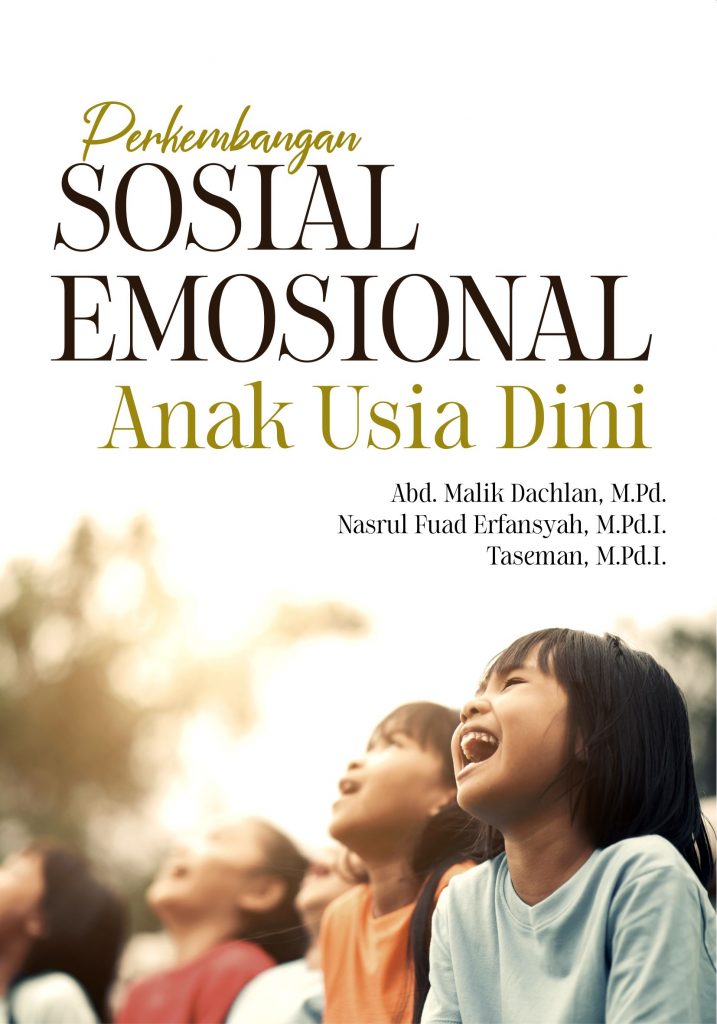 Perkembangan
SOSIAL
EMOSIONAL
Anak Usia Dini
Abd. Malik Dachlan, M.Pd.
Nasrul Fuad Erfansyah, M.Pd.I.
Taseman, M.Pd.I.